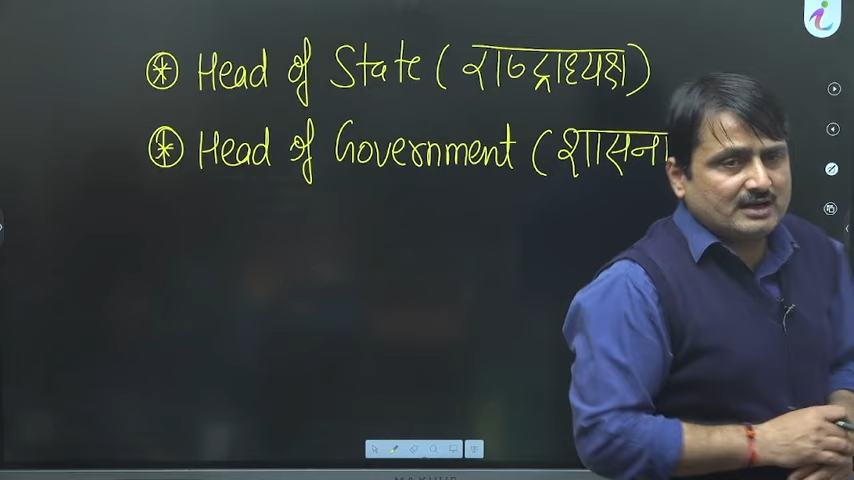 Head of State (राष्ट्राध्यक्ष)
Head of Government (शासना